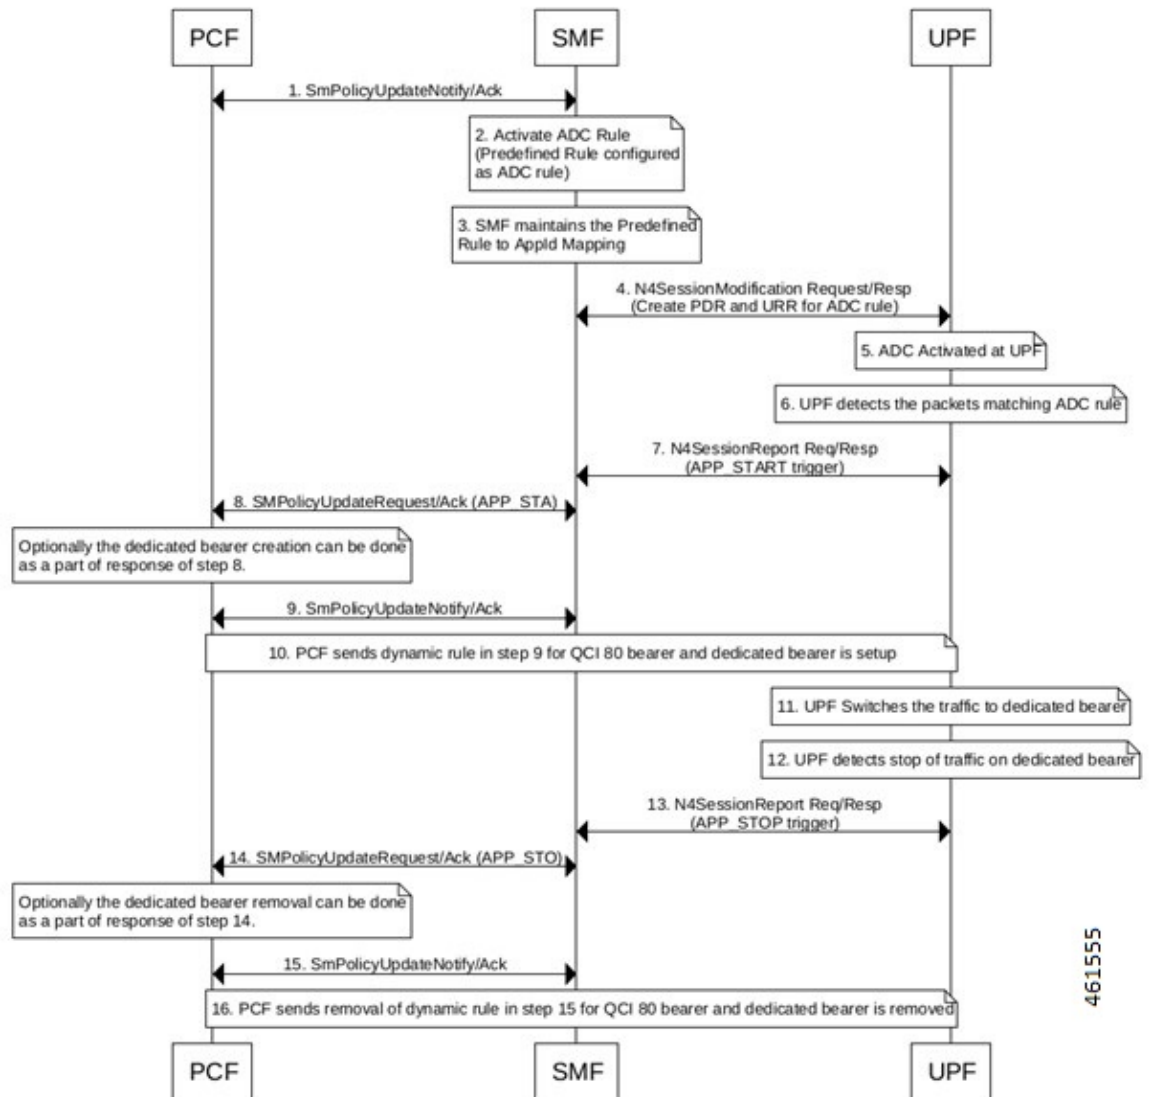 PCF
SMF
UPF
1. SmPolicyUpdateNotify/Ack
2. Activate ADC Rule
(Predefined Rule configured
as ADC rule)
3. SMF maintains the Predefined
Rule to AppId Mapping
4. N4SessionModification Request/Resp
(Create PDR and URR for ADC rule)
5. ADC Activated at UPF
6. UPF detects the packets matching ADC rule
7. N4SessionReport Req/Resp
(APP_START trigger)
8. SMPolicyUpdateRequest/Ack (APP_STA)
Optionally the dedicated bearer creation can be done
as a part of response of step 8.
9. SmPolicyUpdateNotify/Ack
10. PCF sends dynamic rule in step 9 for QCI 80 bearer and dedicated bearer is setup
11. UPF Switches the traffic to dedicated bearer
12. UPF detects stop of traffic on dedicated bearer
13. N4SessionReport Req/Resp
(APP_STOP trigger)
14. SMPolicyUpdateRequest/Ack (APP_STO)
Optionally the dedicated bearer removal can be done
as a part of response of step 14.
15. SmPolicyUpdateNotify/Ack
16. PCF sends removal of dynamic rule in step 15 for QCI 80 bearer and dedicated bearer is removed
461555
PCF
SMF
UPF